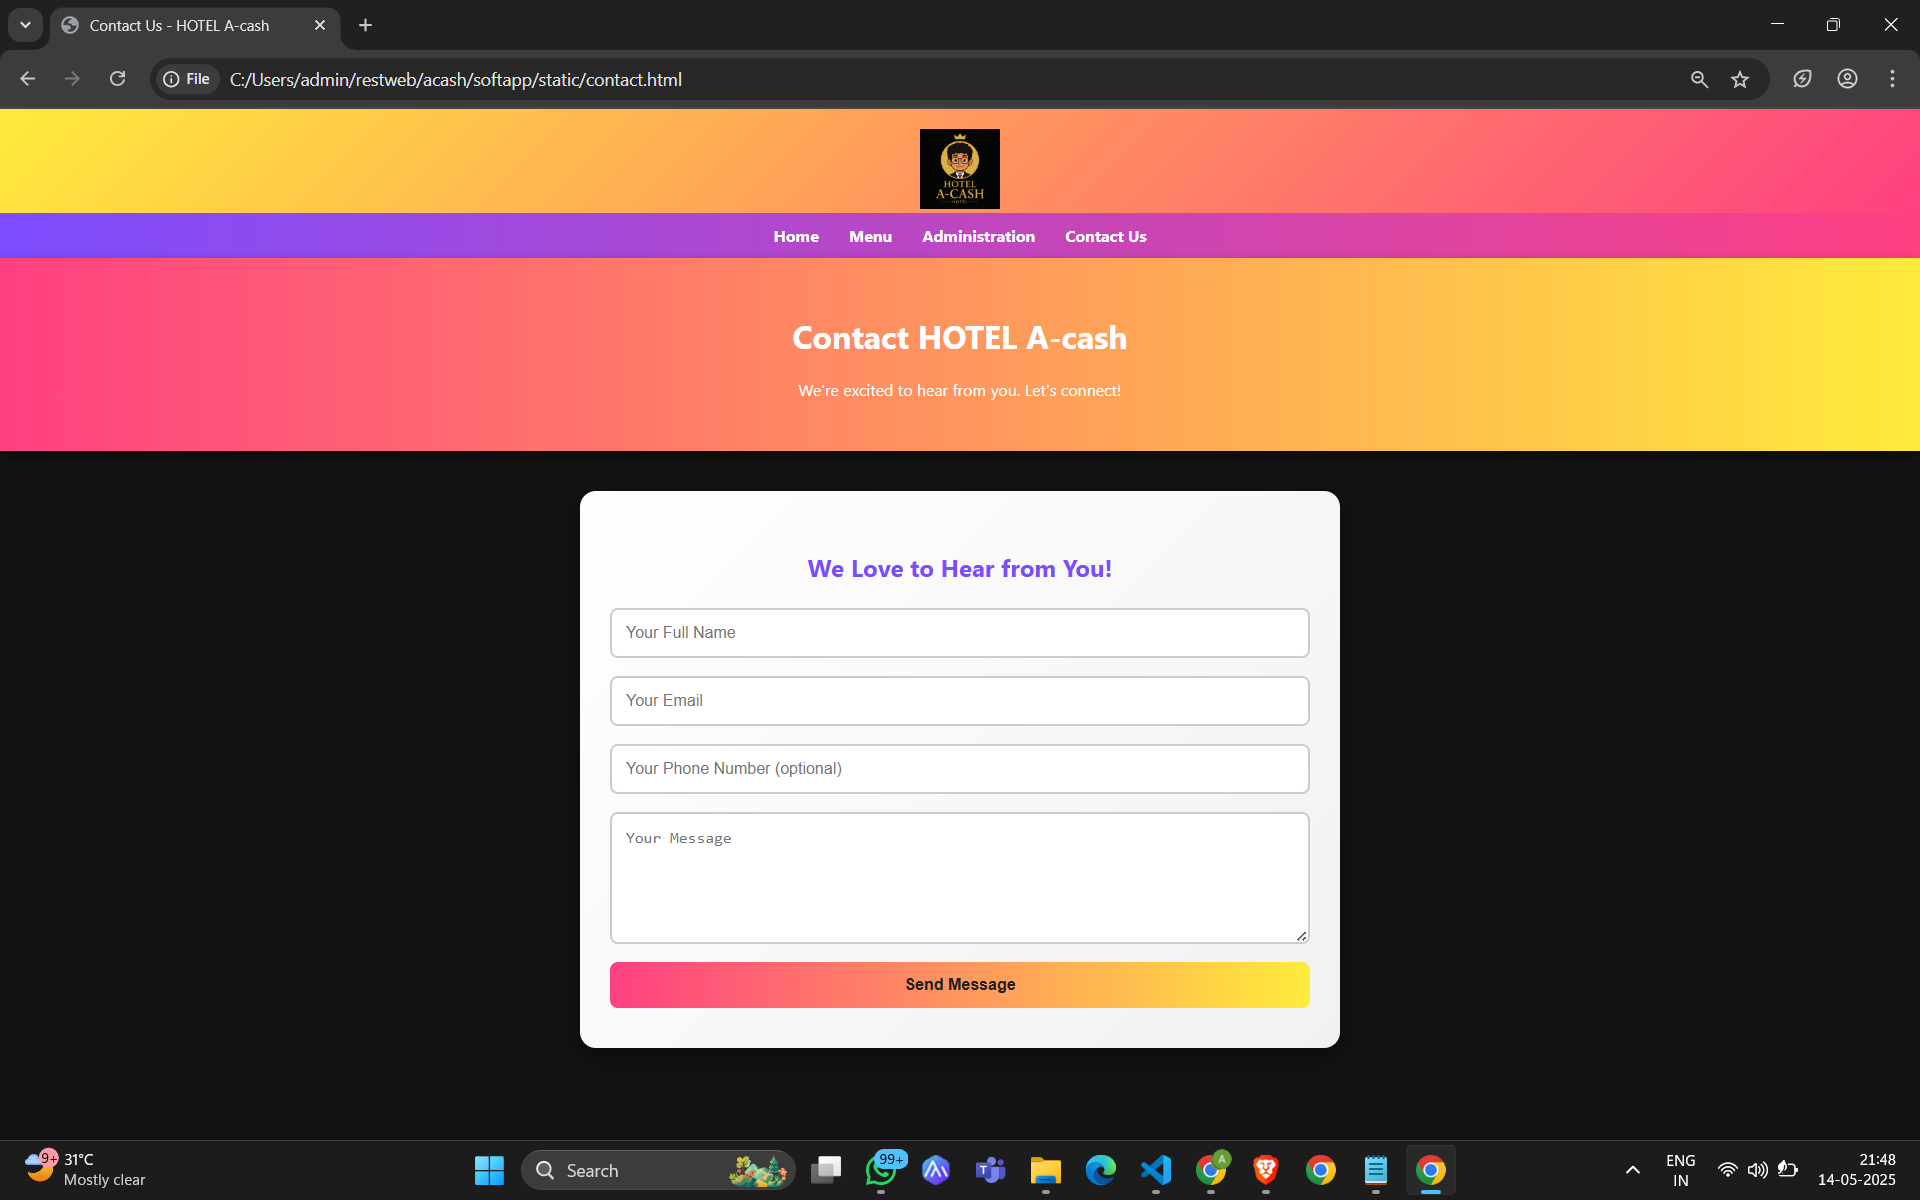 Contact Us - HOTEL A-cash
File
C:/Users/admin/restweb/acash/softapp/static/contact.html
HOTEL
A-CASH
HOTEL
Home Menu Administration Contact Us
Contact HOTEL A-cash
We're excited to hear from you. Let's connect!
We Love to Hear from You!
Your Full Name
Your Email
Your Phone Number (optional)
Your Message
Send Message
9+
31°C
Mostly clear
Search
99+
T
A
ENG
IN
21:48
14-05-2025